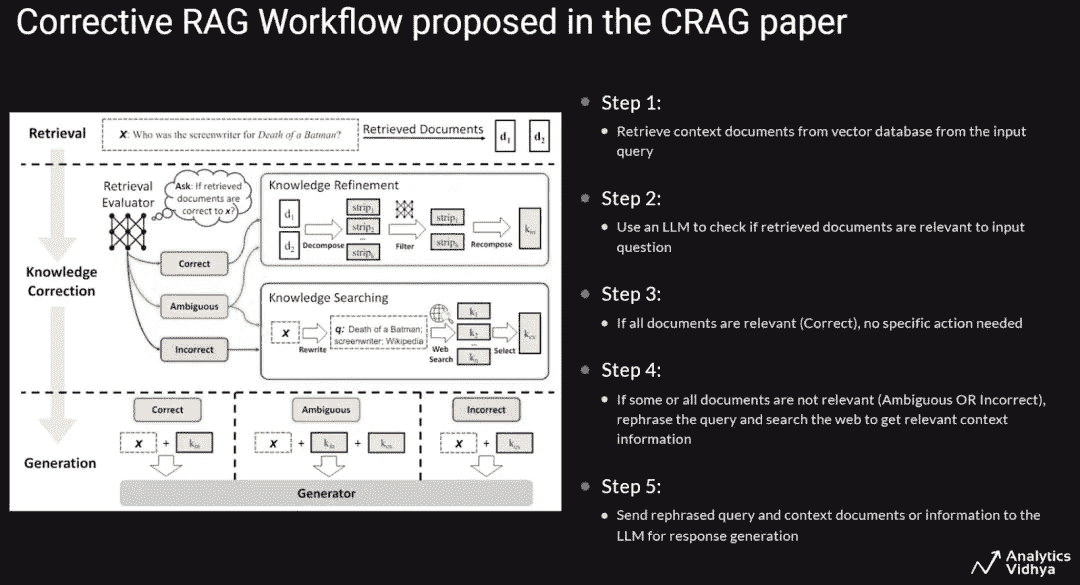 Corrective RAG Workflow proposed in the CRAG paper
Retrieval
X: Who was the screenwriter for Death of a Batman?
Retrieved Documents
d1
d2
Retrieval
Evaluator
Ask: If retrieved
documents are
correct to x?
Knowledge
Correction
Correct
Ambiguous
Incorrect
Knowledge Refinement
d1
d2
Decompose
strip1
strip2
...
stripk
Filter
strip1
stripk
Recompose
kin
Knowledge Searching
X
Rewrite
q: Death of a Batman;
screenwriter; Wikipedia
Web
Search
k1
k2
...
kn
Select
kex
Generation
Correct
X + kin
Ambiguous
X + kin + kex
Incorrect
X + kex
Generator
Step 1:
Retrieve context documents from vector database from the input
query
Step 2:
Use an LLM to check if retrieved documents are relevant to input
question
Step 3:
If all documents are relevant (Correct), no specific action needed
Step 4:
If some or all documents are not relevant (Ambiguous OR Incorrect),
rephrase the query and search the web to get relevant context
information
Step 5:
Send rephrased query and context documents or information to the
LLM for response generation
Analytics
Vidhya